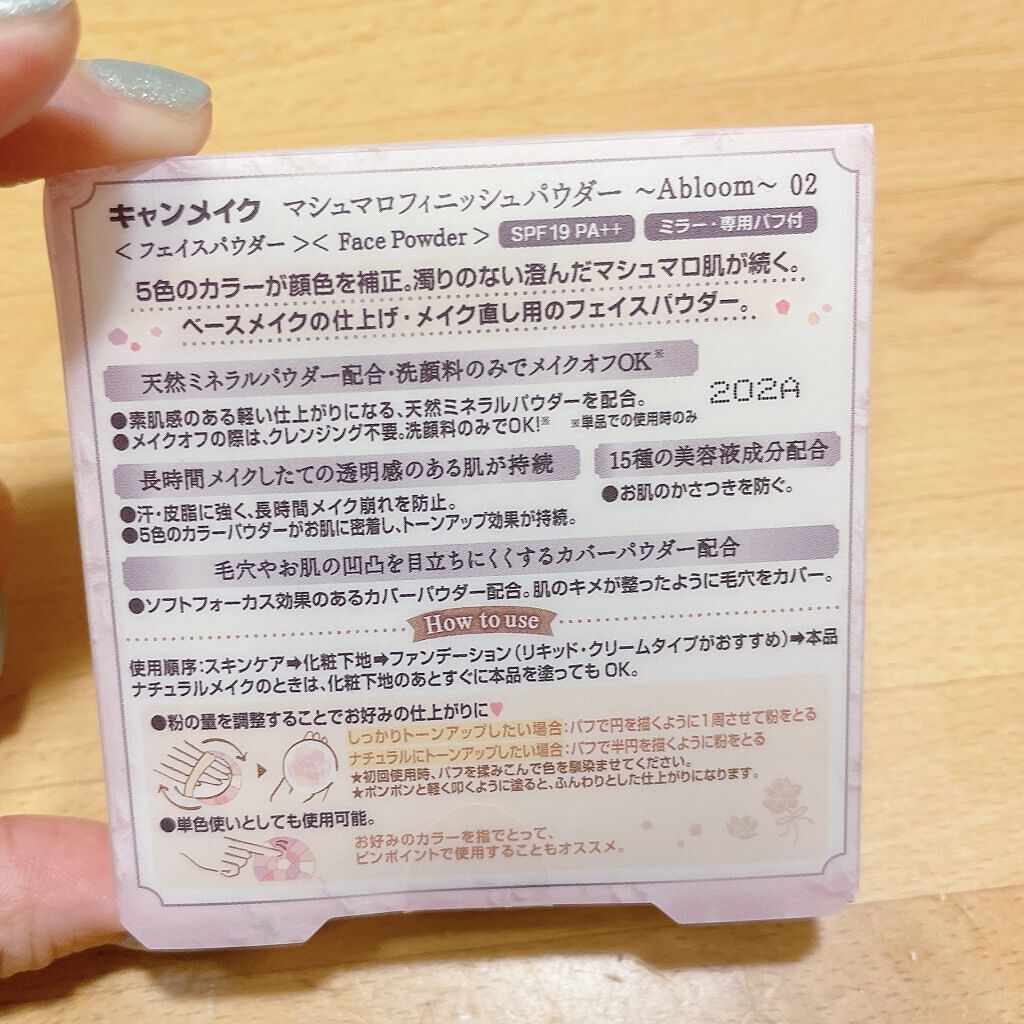 キャンメイク マシュマロフィニッシュパウダー ～Abloom～ 02
＜フェイスパウダー＞＜ Face Powder＞ SPF19 PA++ ミラー・専用パフ付
5色のカラーが顔色を補正。濁りのない澄んだマシュマロ肌が続く。
ベースメイクの仕上げ・メイク直し用のフェイスパウダー。
天然ミネラルパウダー配合・洗顔料のみでメイクオフOK※
202A
●素肌感のある軽い仕上がりになる、天然ミネラルパウダーを配合。
●メイクオフの際は、クレンジング不要。洗顔料のみでOK!※ ※単品での使用時のみ
長時間メイクしたての透明感のある肌が持続
●汗・皮脂に強く、長時間メイク崩れを防止。
●5色のカラーパウダーがお肌に密着し、トーンアップ効果が持続。
15種の美容液成分配合
●お肌のかさつきを防ぐ。
毛穴やお肌の凹凸を目立ちにくくするカバーパウダー配合
●ソフトフォーカス効果のあるカバーパウダー配合。肌のキメが整ったように毛穴をカバー。
How to use
使用順序:スキンケア➡化粧下地➡ファンデーション(リキッド・クリームタイプがおすすめ)➡本品
ナチュラルメイクのときは、化粧下地のあとすぐに本品を塗ってもOK。
●粉の量を調整することでお好みの仕上がりに♥
しっかりトーンアップしたい場合:パフで円を描くように1周させて粉をとる
ナチュラルにトーンアップしたい場合:パフで半円を描くように粉をとる
★初回使用時、パフを揉みこんで色を馴染ませてください。
★ポンポンと軽く叩くように塗ると、ふんわりとした仕上がりになります。
●単色使いとしても使用可能。
お好みのカラーを指でとって、
ピンポイントで使用することもオススメ。